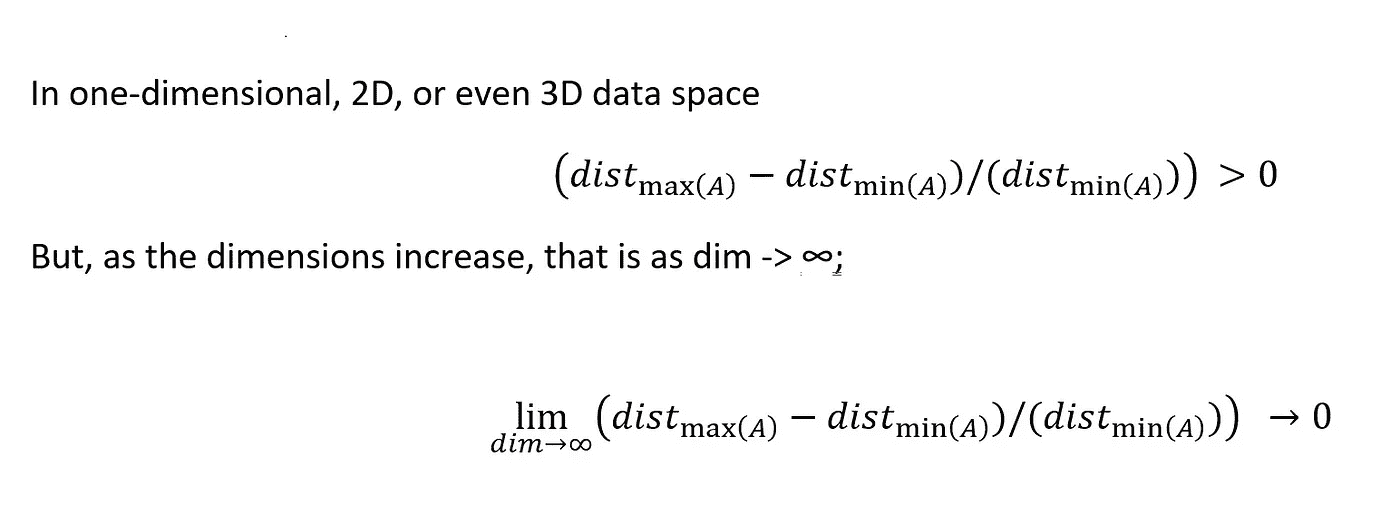 In one-dimensional, 2D, or even 3D data space
(dist_max(A) − dist_min(A))/(dist_min(A))) > 0
But, as the dimensions increase, that is as dim -> ∞;
lim_dim→∞ (dist_max(A) − dist_min(A))/(dist_min(A))) → 0